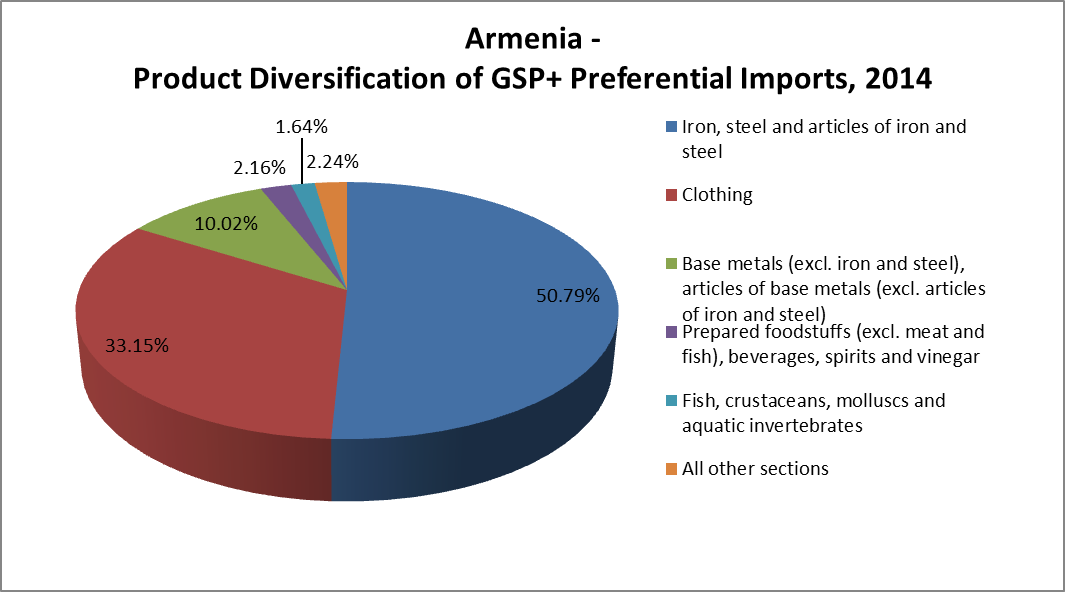 Armenia -
Product Diversification of GSP+ Preferential Imports, 2014
1.64%
2.16%
2.24%
10.02%
50.79%
33.15%
Iron, steel and articles of iron and
steel
Clothing
Base metals (excl. iron and steel),
articles of base metals (excl. articles
of iron and steel)
Prepared foodstuffs (excl. meat and
fish), beverages, spirits and vinegar
Fish, crustaceans, molluscs and
aquatic invertebrates
All other sections